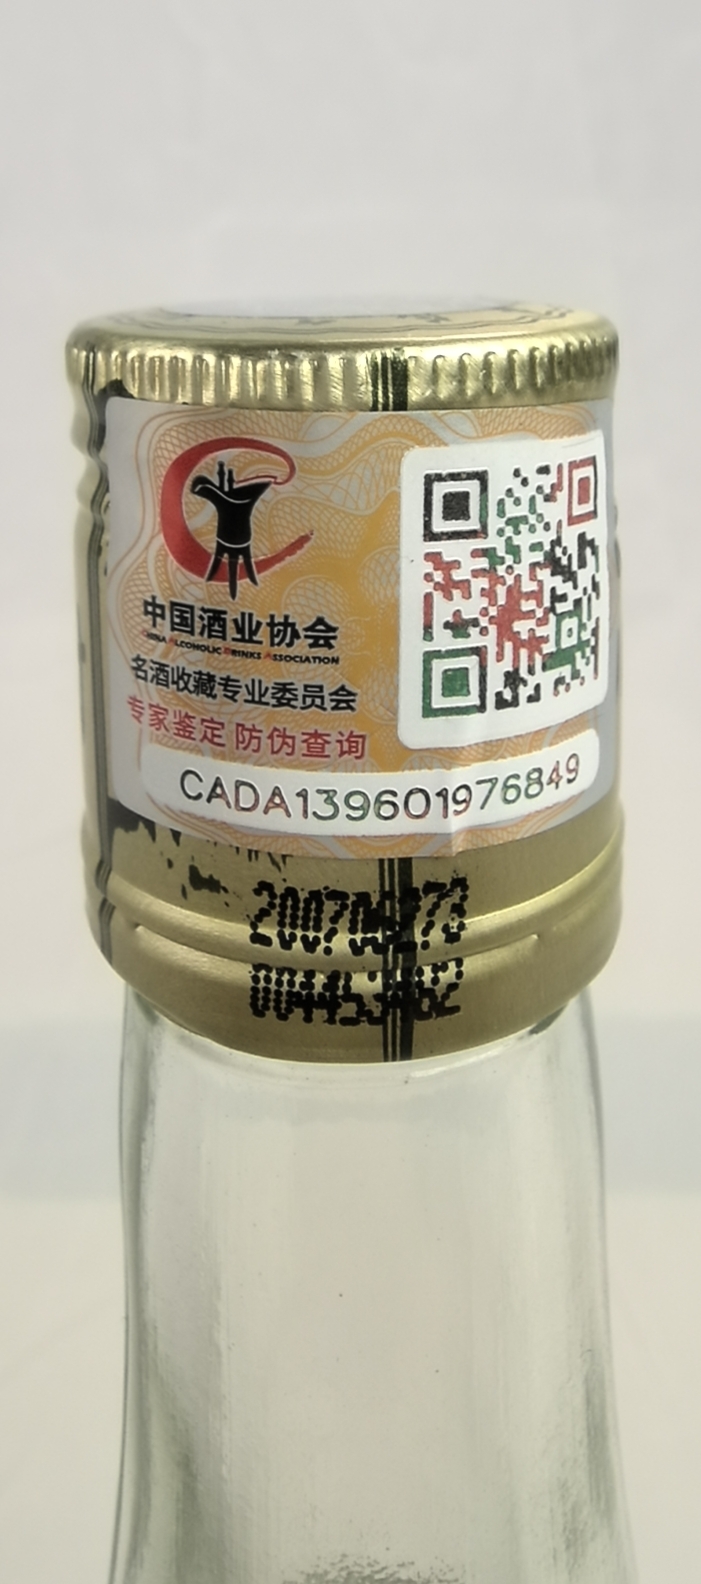 中国酒业协会
CHINA ALCOHOLIC DRINKS ASSOCIATION
名酒收藏专业委员会
专家鉴定 防伪查询
CADA139601976849